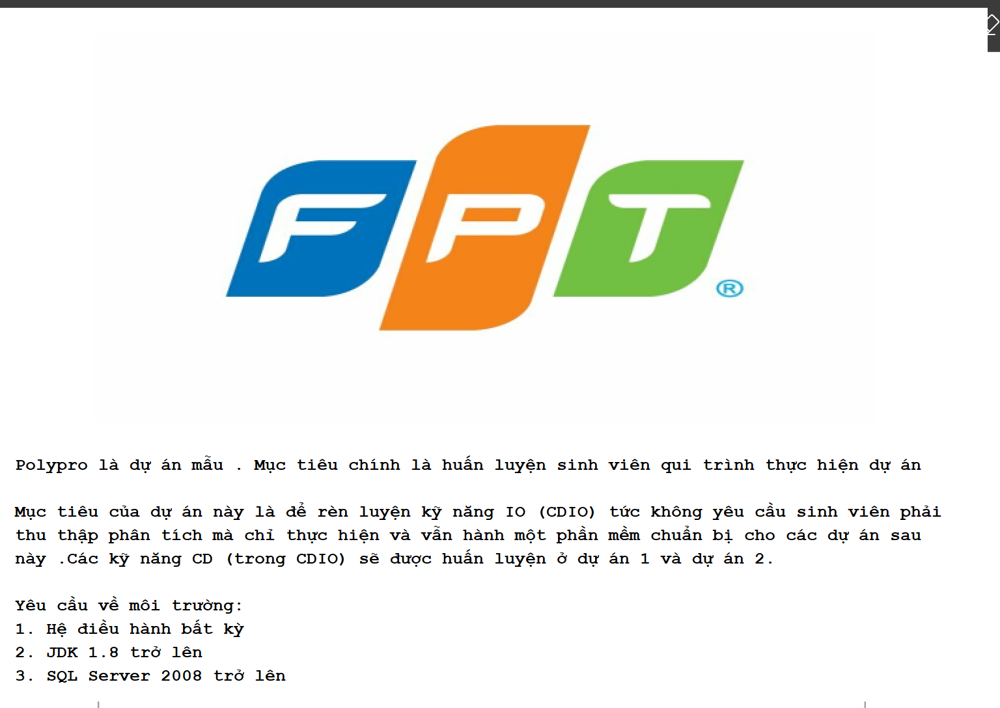 FPT
®
Polypro là dự án mẫu . Mục tiêu chính là huấn luyện sinh viên qui trình thực hiện dự án
Mục tiêu của dự án này là để rèn luyện kỹ năng IO (CDIO) tức không yêu cầu sinh viên phải
thu thập phân tích mà chỉ thực hiện và vẫn hành một phần mềm chuẩn bị cho các dự án sau
này .Các kỹ năng CD (trong CDIO) sẽ được huấn luyện ở dự án 1 và dự án 2.
Yêu cầu về môi trường:
1. Hệ điều hành bất kỳ
2. JDK 1.8 trở lên
3. SQL Server 2008 trở lên